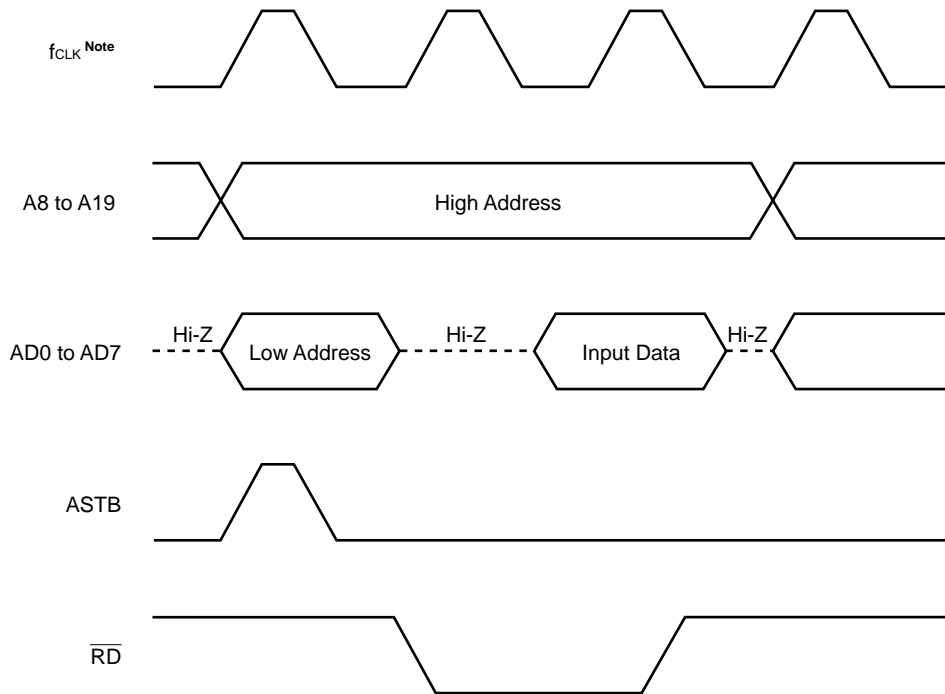 fCLK Note
A8 to A19
High Address
AD0 to AD7
Hi-Z
Low Address
Hi-Z
Input Data
Hi-Z
ASTB
RD